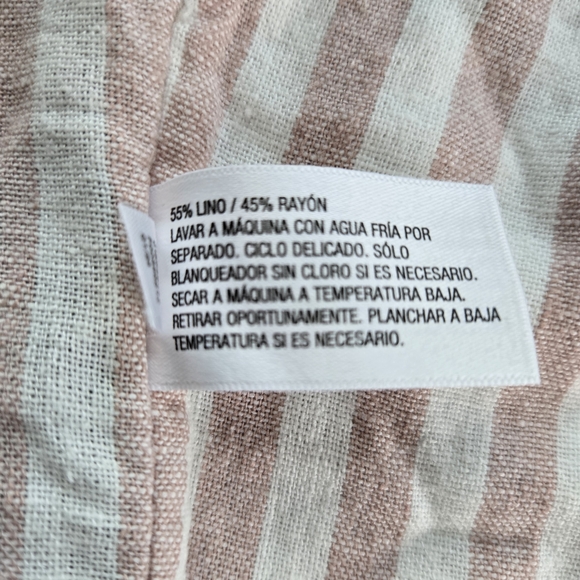 55% LINO / 45% RAYÓN
LAVAR A MÁQUINA CON AGUA FRÍA POR
SEPARADO. CICLO DELICADO. SÓLO
BLANQUEADOR SIN CLORO SI ES NECESARIO.
SECAR A MÁQUINA A TEMPERATURA BAJA.
RETIRAR OPORTUNAMENTE. PLANCHAR A BAJA
TEMPERATURA SI ES NECESARIO.